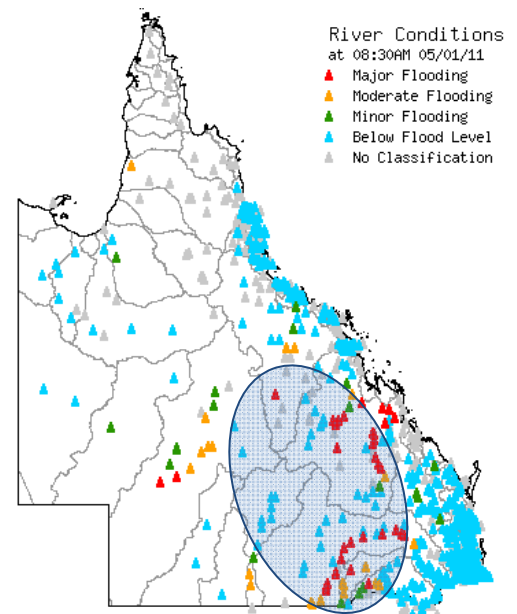 River Conditions
at 08:30AM 05/01/11
Major Flooding
Moderate Flooding
Minor Flooding
Below Flood Level
No Classification